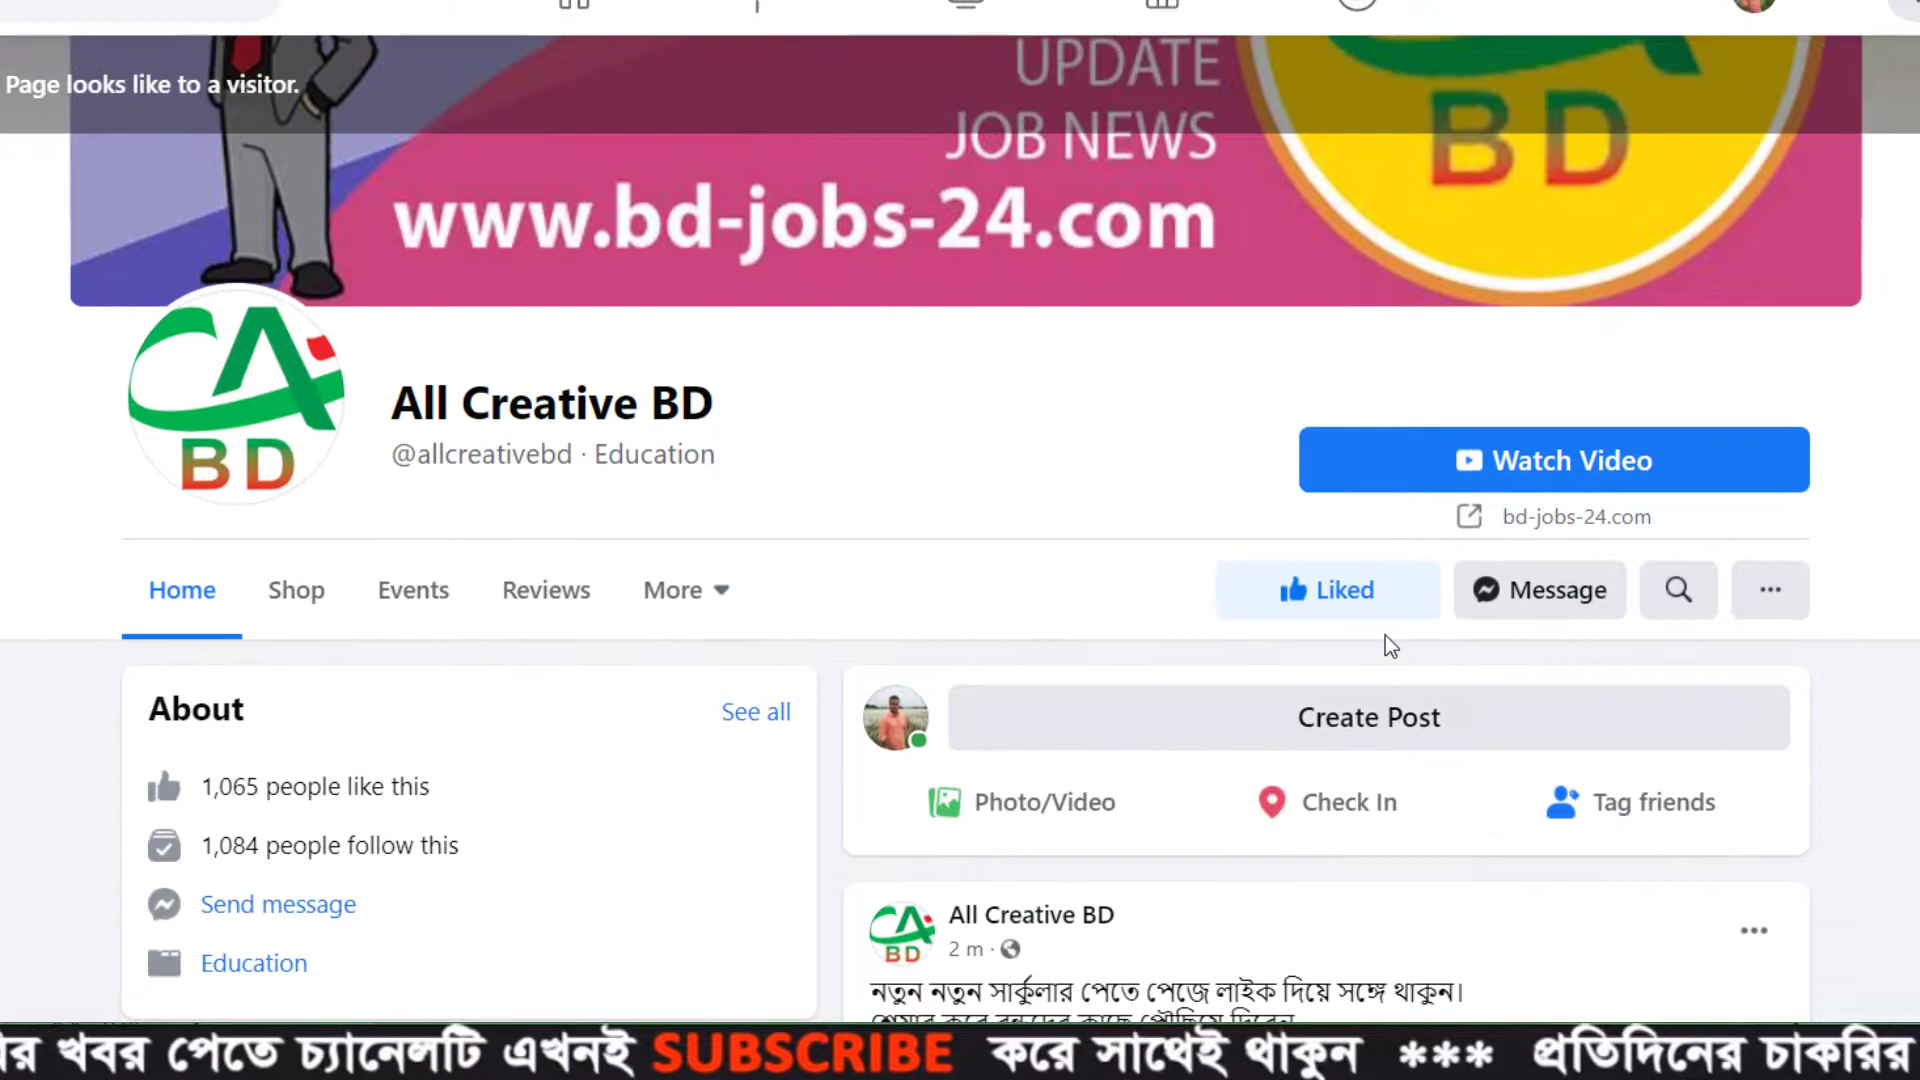 Page looks like to a visitor.
UPDATE
JOB NEWS
www.bd-jobs-24.com
BD
BD
All Creative BD
@allcreativebd · Education
Watch Video
bd-jobs-24.com
Home
Shop
Events
Reviews
More
Liked
Message
About
See all
1,065 people like this
1,084 people follow this
Send message
Education
Create Post
Photo/Video
Check In
Tag friends
All Creative BD
2 m ·
BD
নতুন নতুন সার্কুলার পেতে পেজে লাইক দিয়ে সঙ্গে থাকুন।
খবর পেতে চ্যানেলটি এখনই SUBSCRIBE করে সাথেই থাকুন *** প্রতিদিনের চাকরির